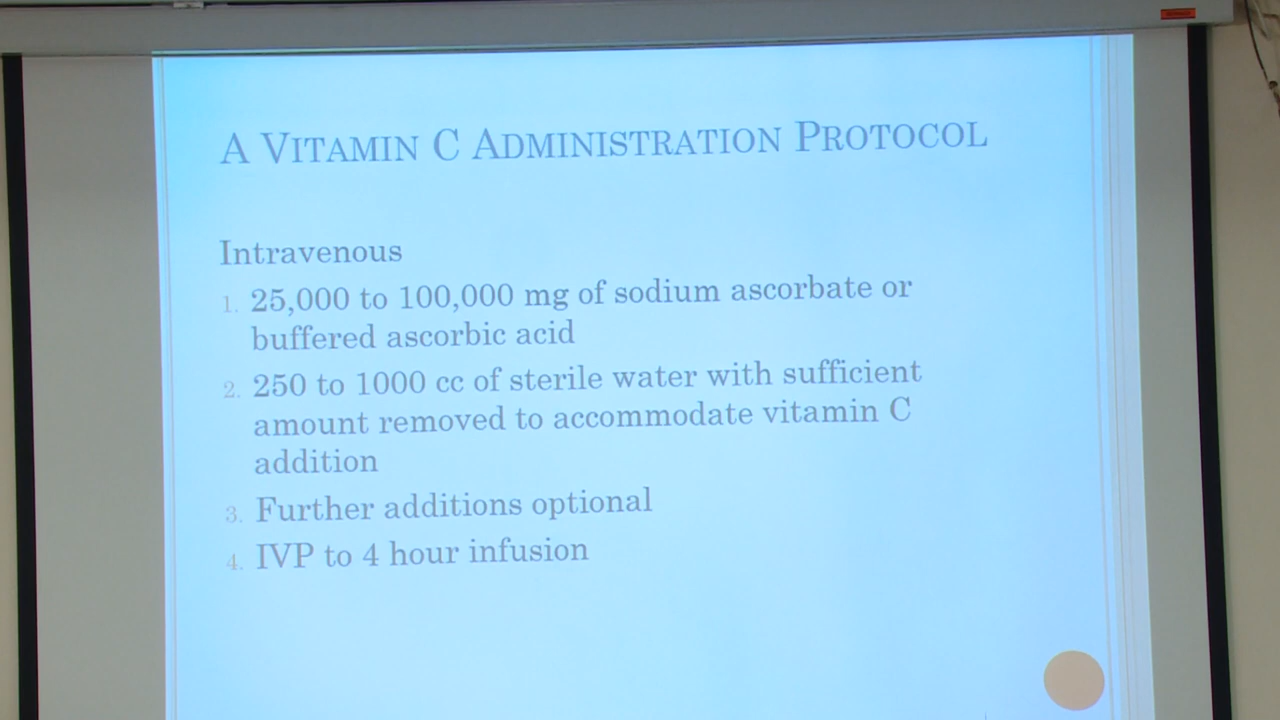 A VITAMIN C ADMINISTRATION PROTOCOL
Intravenous
1. 25,000 to 100,000 mg of sodium ascorbate or
buffered ascorbic acid
2. 250 to 1000 cc of sterile water with sufficient
amount removed to accommodate vitamin C
addition
3. Further additions optional
4. IVP to 4 hour infusion